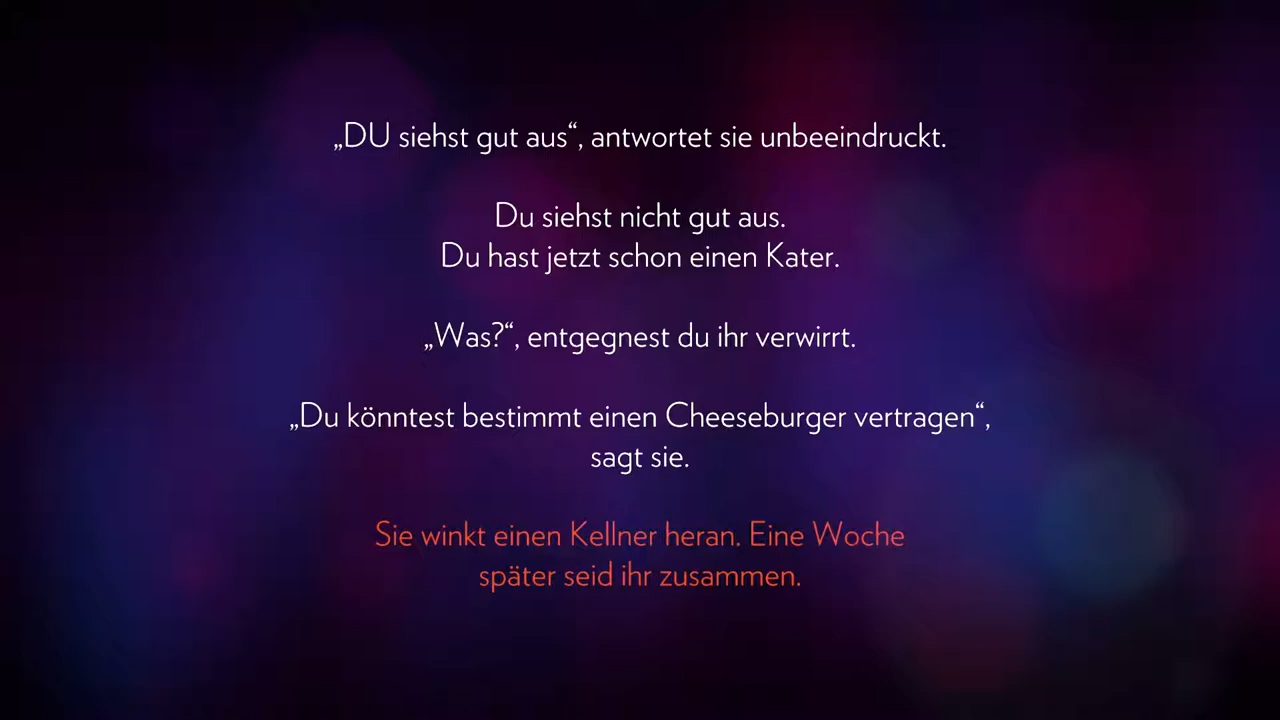 „DU siehst gut aus“, antwortet sie unbeeindruckt.
Du siehst nicht gut aus.
Du hast jetzt schon einen Kater.
„Was?“, entgegnest du ihr verwirrt.
„Du könntest bestimmt einen Cheeseburger vertragen“,
sagt sie.
Sie winkt einen Kellner heran. Eine Woche
später seid ihr zusammen.